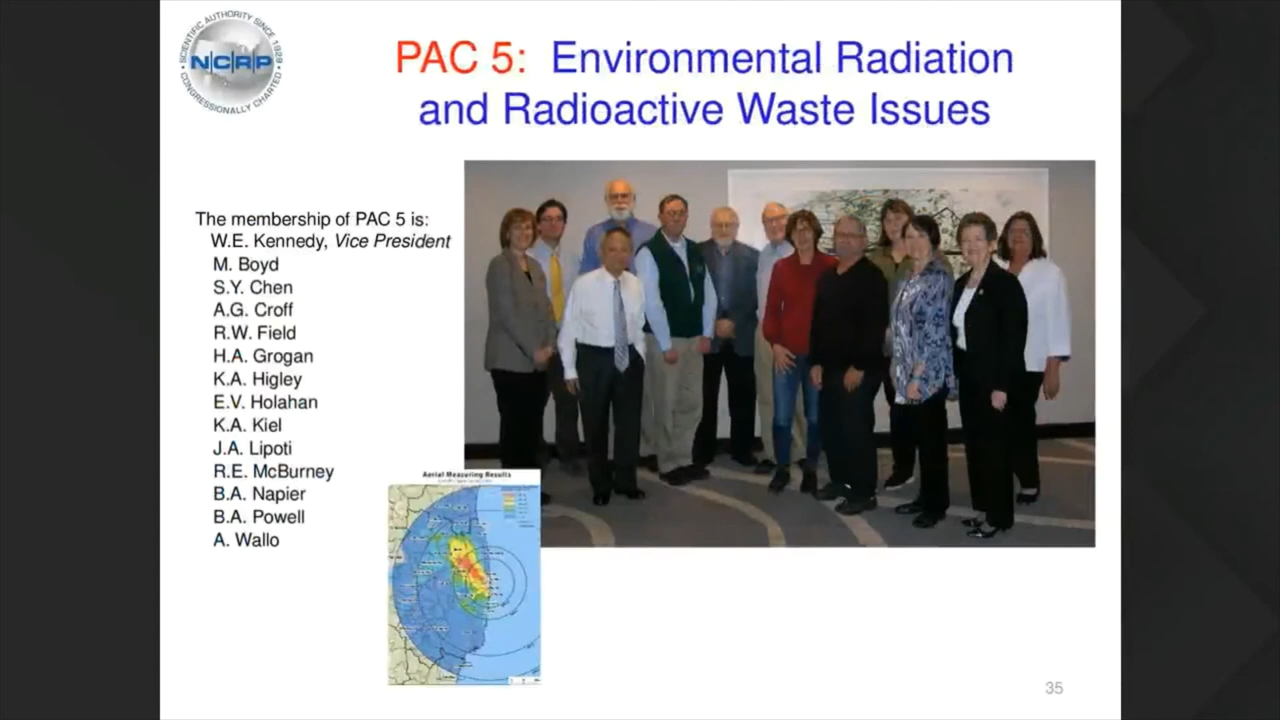 SCIENTIFIC AUTHORITY SINCE 1929
NCRP
CONGRESSIONALLY CHARTED
PAC 5: Environmental Radiation
and Radioactive Waste Issues
The membership of PAC 5 is:
W.E. Kennedy, Vice President
M. Boyd
S.Y. Chen
A.G. Croff
R.W. Field
H.A. Grogan
K.A. Higley
E.V. Holahan
K.A. Kiel
J.A. Lipoti
R.E. McBurney
B.A. Napier
B.A. Powell
A. Wallo
Aerial Measuring Results
35